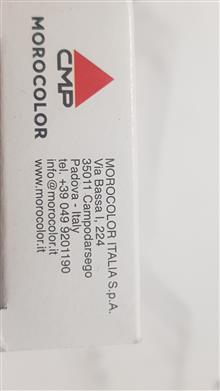 CMP
MOROCOLOR
MOROCOLOR ITALIA S.p.A.
Via Bassa I, 224
35011 Campodarsego
Padova - Italy
tel. +39 049 9201190
info@morocolor.it
www.morocolor.it